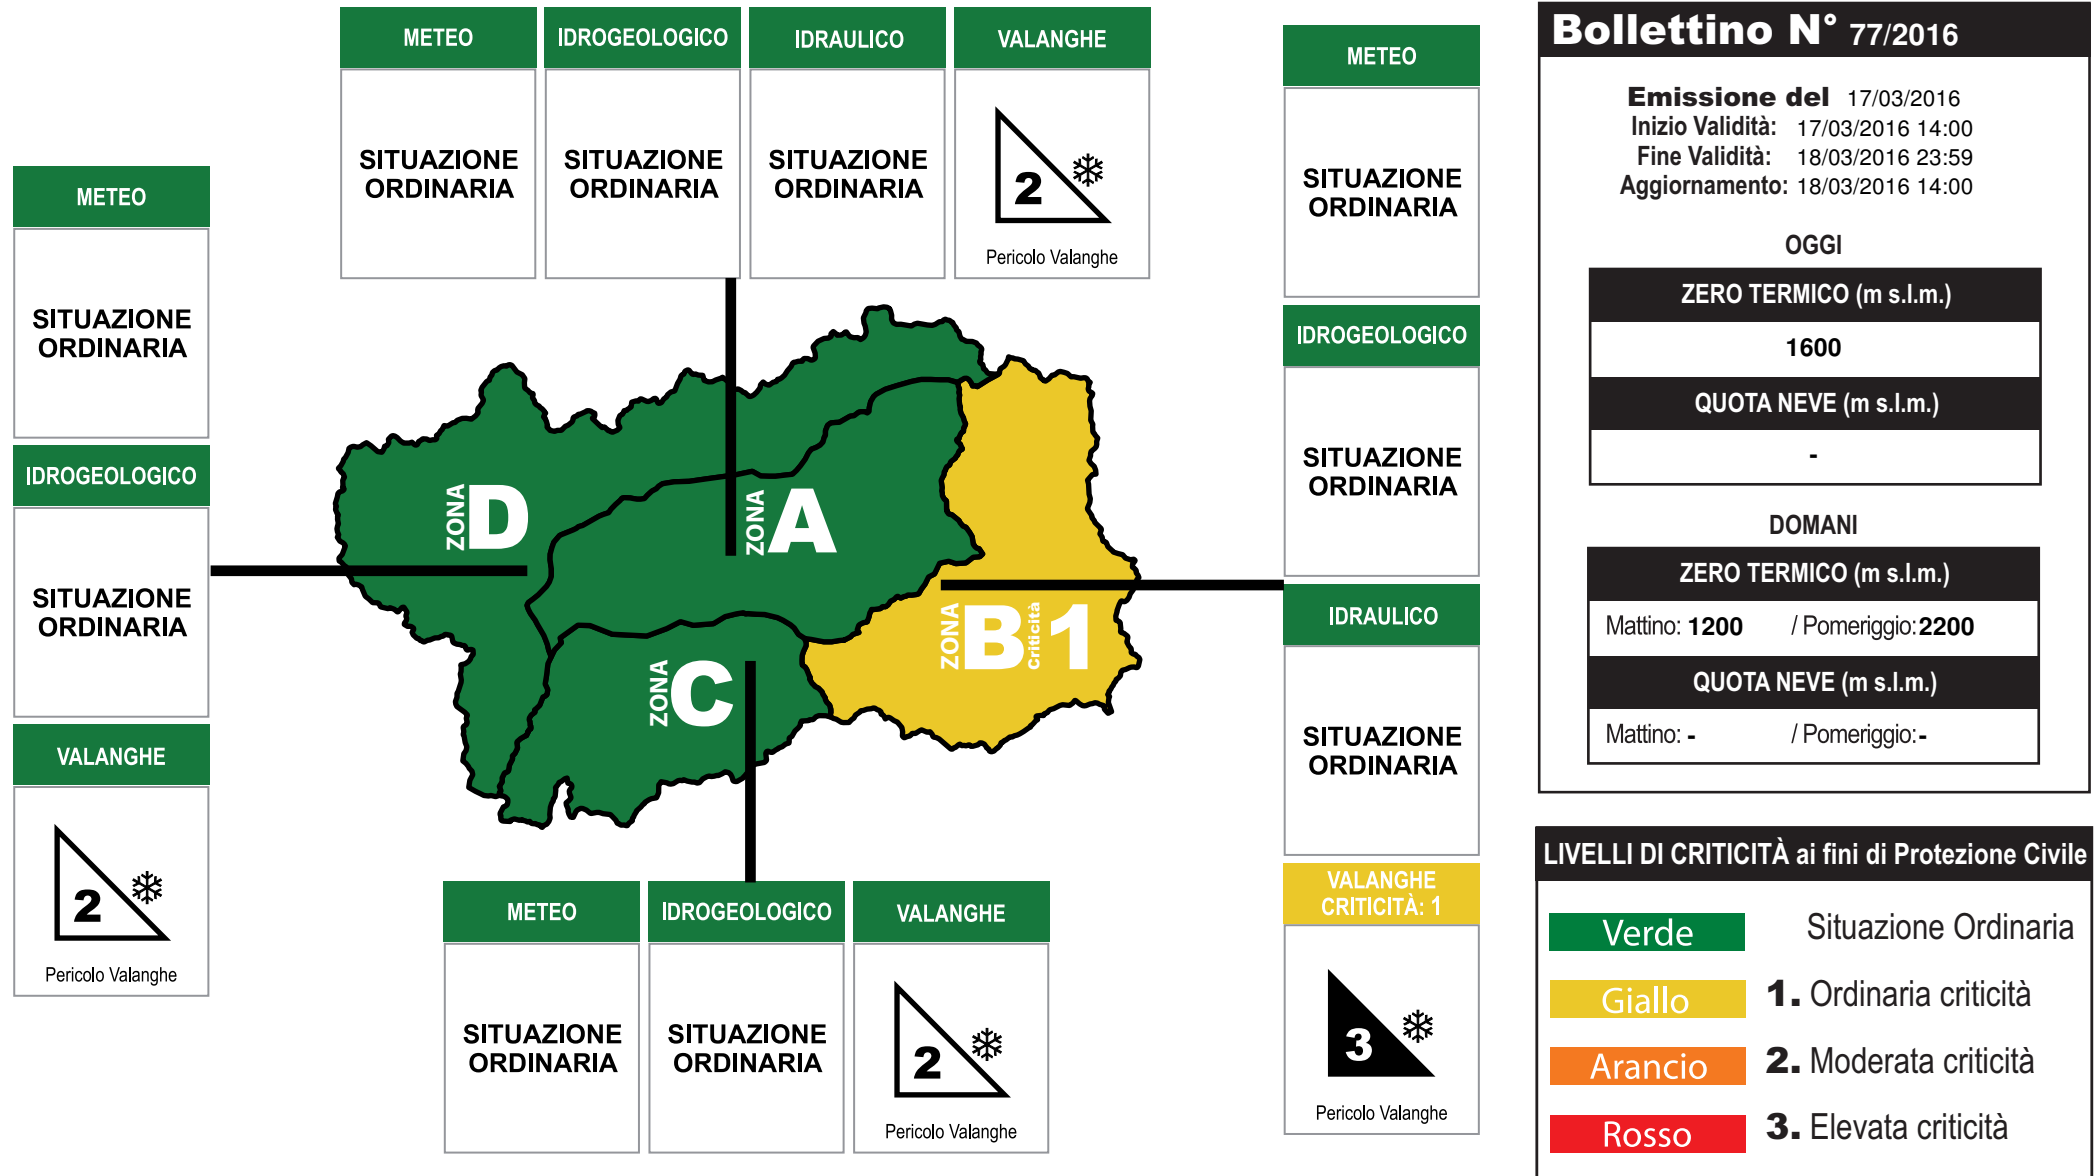 METEO
SITUAZIONE
ORDINARIA
IDROGEOLOGICO
SITUAZIONE
ORDINARIA
IDRAULICO
SITUAZIONE
ORDINARIA
VALANGHE
2
Pericolo Valanghe
METEO
SITUAZIONE
ORDINARIA
IDROGEOLOGICO
SITUAZIONE
ORDINARIA
VALANGHE
2
Pericolo Valanghe
ZONA D
ZONA A
ZONA B Criticità 1
ZONA C
METEO
SITUAZIONE
ORDINARIA
IDROGEOLOGICO
SITUAZIONE
ORDINARIA
VALANGHE
2
Pericolo Valanghe
METEO
SITUAZIONE
ORDINARIA
IDROGEOLOGICO
SITUAZIONE
ORDINARIA
IDRAULICO
SITUAZIONE
ORDINARIA
VALANGHE
CRITICITÀ: 1
3
Pericolo Valanghe
Bollettino N° 77/2016
Emissione del 17/03/2016
Inizio Validità: 17/03/2016 14:00
Fine Validità: 18/03/2016 23:59
Aggiornamento: 18/03/2016 14:00
OGGI
ZERO TERMICO (m s.l.m.)
1600
QUOTA NEVE (m s.l.m.)
-
DOMANI
ZERO TERMICO (m s.l.m.)
Mattino: 1200 / Pomeriggio: 2200
QUOTA NEVE (m s.l.m.)
Mattino: - / Pomeriggio: -
LIVELLI DI CRITICITÀ ai fini di Protezione Civile
Verde Situazione Ordinaria
Giallo 1. Ordinaria criticità
Arancio 2. Moderata criticità
Rosso 3. Elevata criticità